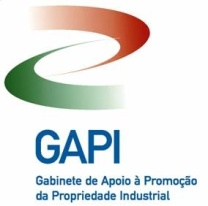 GAPI
Gabinete de Apoio à Promoção
da Propriedade Industrial